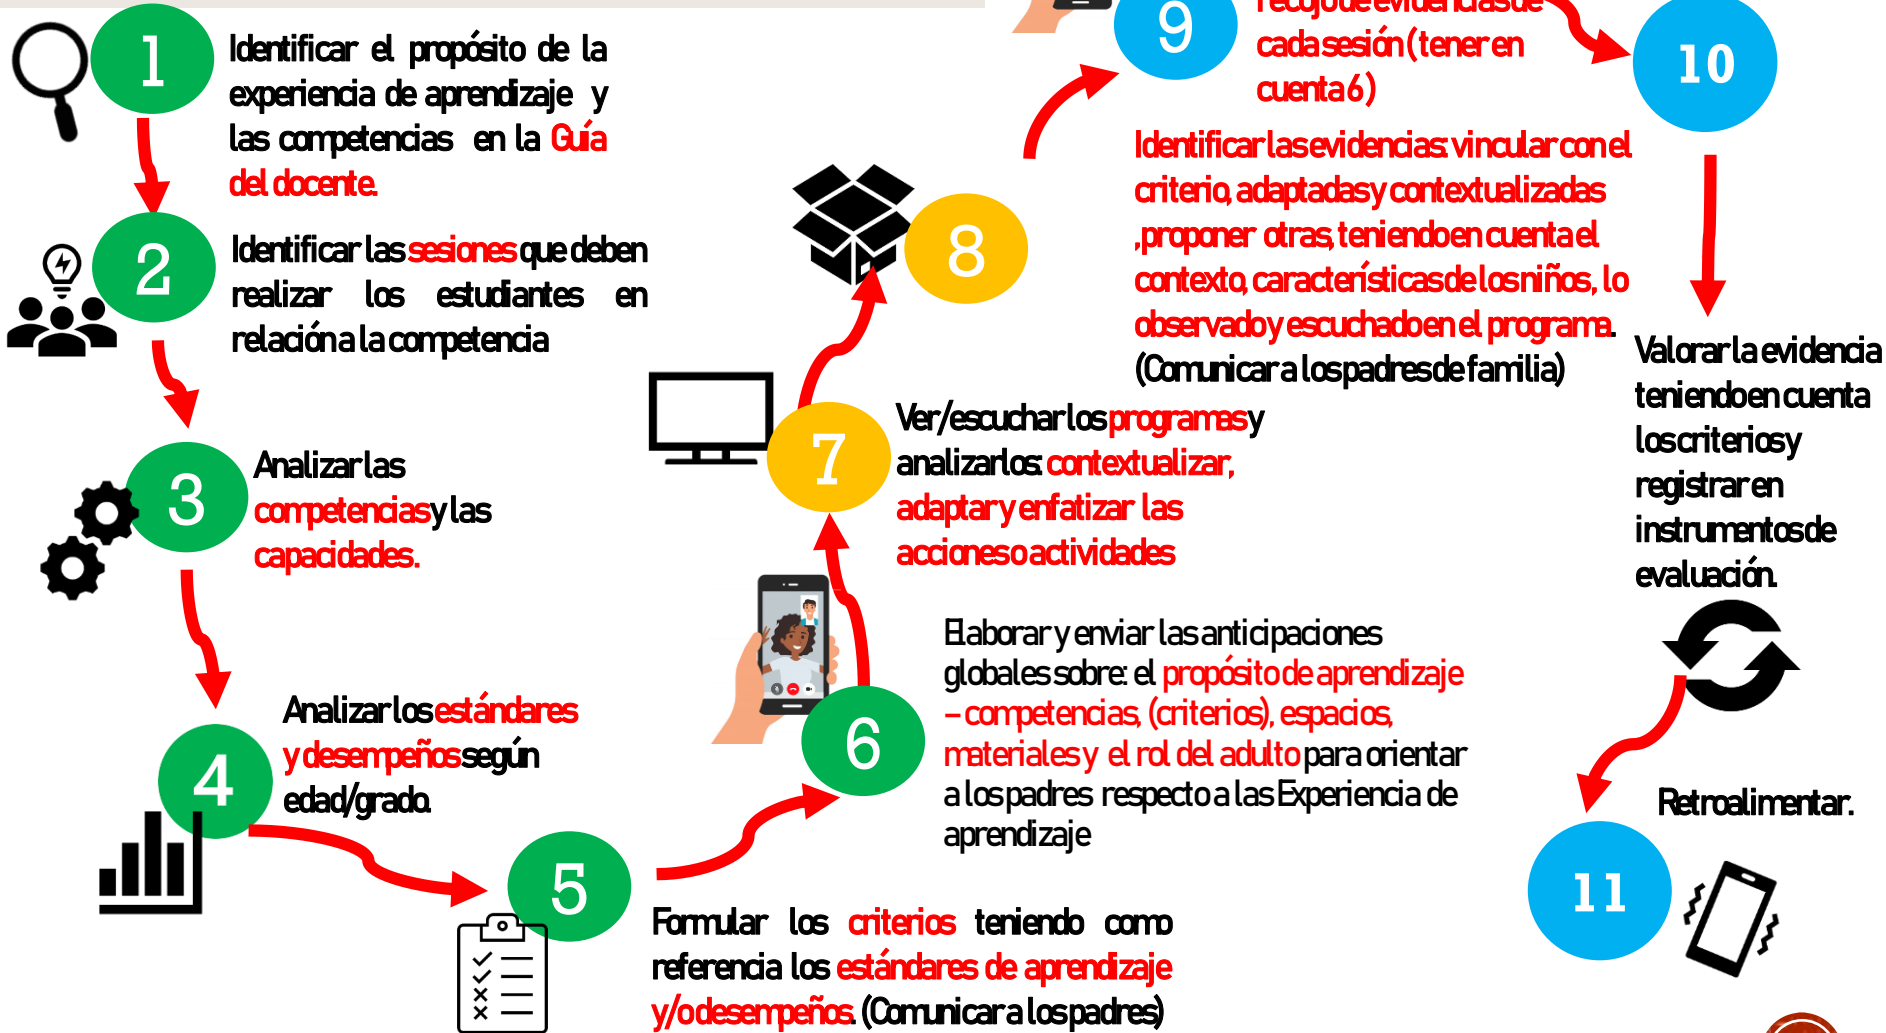 1
Identificar el propósito de la
experiencia de aprendizaje y
las competencias en la Guía
del docente.
2
Identificar las sesiones que deben
realizar los estudiantes en
relación a la competencia
3
Analizar las
competencias y las
capacidades.
4
Analizar los estándares
y desempeños según
edad/grado.
5
Formular los criterios teniendo como
referencia los estándares de aprendizaje
y/o desempeños. (Comunicar a los padres)
6
Elaborar y enviar las anticipaciones
globales sobre: el propósito de aprendizaje
– competencias, (criterios), espacios,
materiales y el rol del adulto para orientar
a los padres respecto a las Experiencia de
aprendizaje
7
Ver/escuchar los programas y
analizarlos: contextualizar,
adaptar y enfatizar las
acciones o actividades
8
Identificar las evidencias: vincular con el
criterio, adaptadas y contextualizadas
,proponer otras, teniendo en cuenta el
contexto, características de los niños, lo
observado y escuchado en el programa.
(Comunicar a los padres de familia)
9
recojo de evidencias de
cada sesión (tener en
cuenta 6)
10
Valorar la evidencia
teniendo en cuenta
los criterios y
registrar en
instrumentos de
evaluación.
11
Retroalimentar.